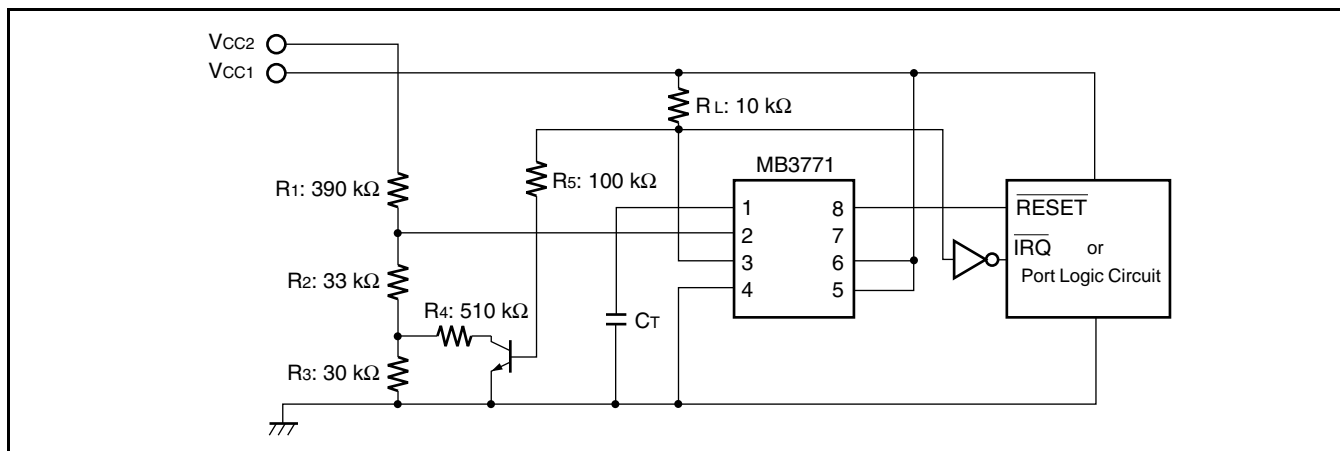 VCC2
VCC1
RL: 10 kΩ
MB3771
R1: 390 kΩ
R5: 100 kΩ
1 8
2 7
3 6
4 5
RESET
IRQ or
Port Logic Circuit
R2: 33 kΩ
R4: 510 kΩ
CT
R3: 30 kΩ